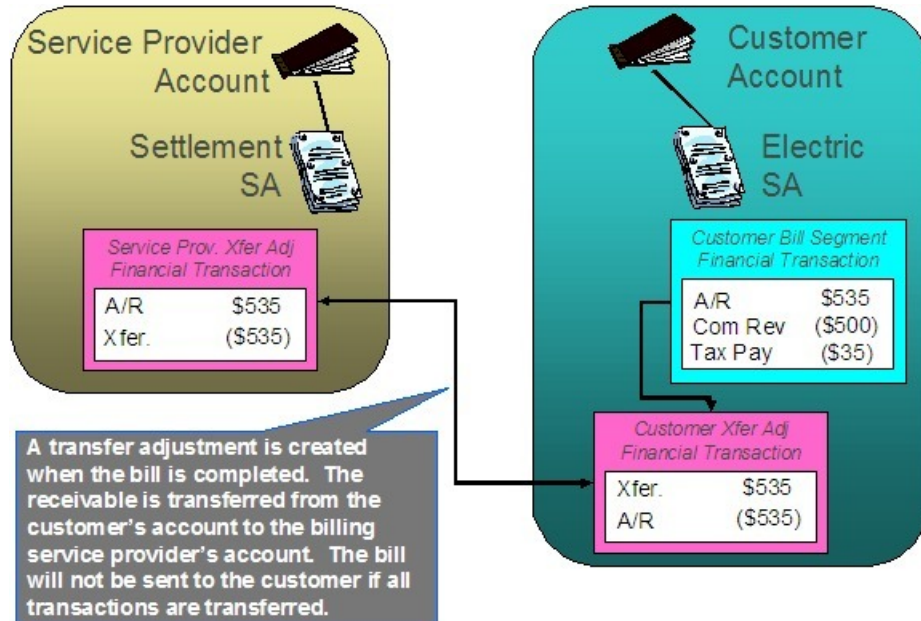 Service Provider
Account
Settlement
SA
Service Prov. Xfer Adj
Financial Transaction
A/R $535
Xfer. ($535)
Customer
Account
Electric
SA
Customer Bill Segment
Financial Transaction
A/R $535
Com Rev ($500)
Tax Pay ($35)
Customer Xfer Adj
Financial Transaction
Xfer. $535
A/R ($535)
A transfer adjustment is created
when the bill is completed. The
receivable is transferred from the
customer's account to the billing
service provider's account. The bill
will not be sent to the customer if all
transactions are transferred.